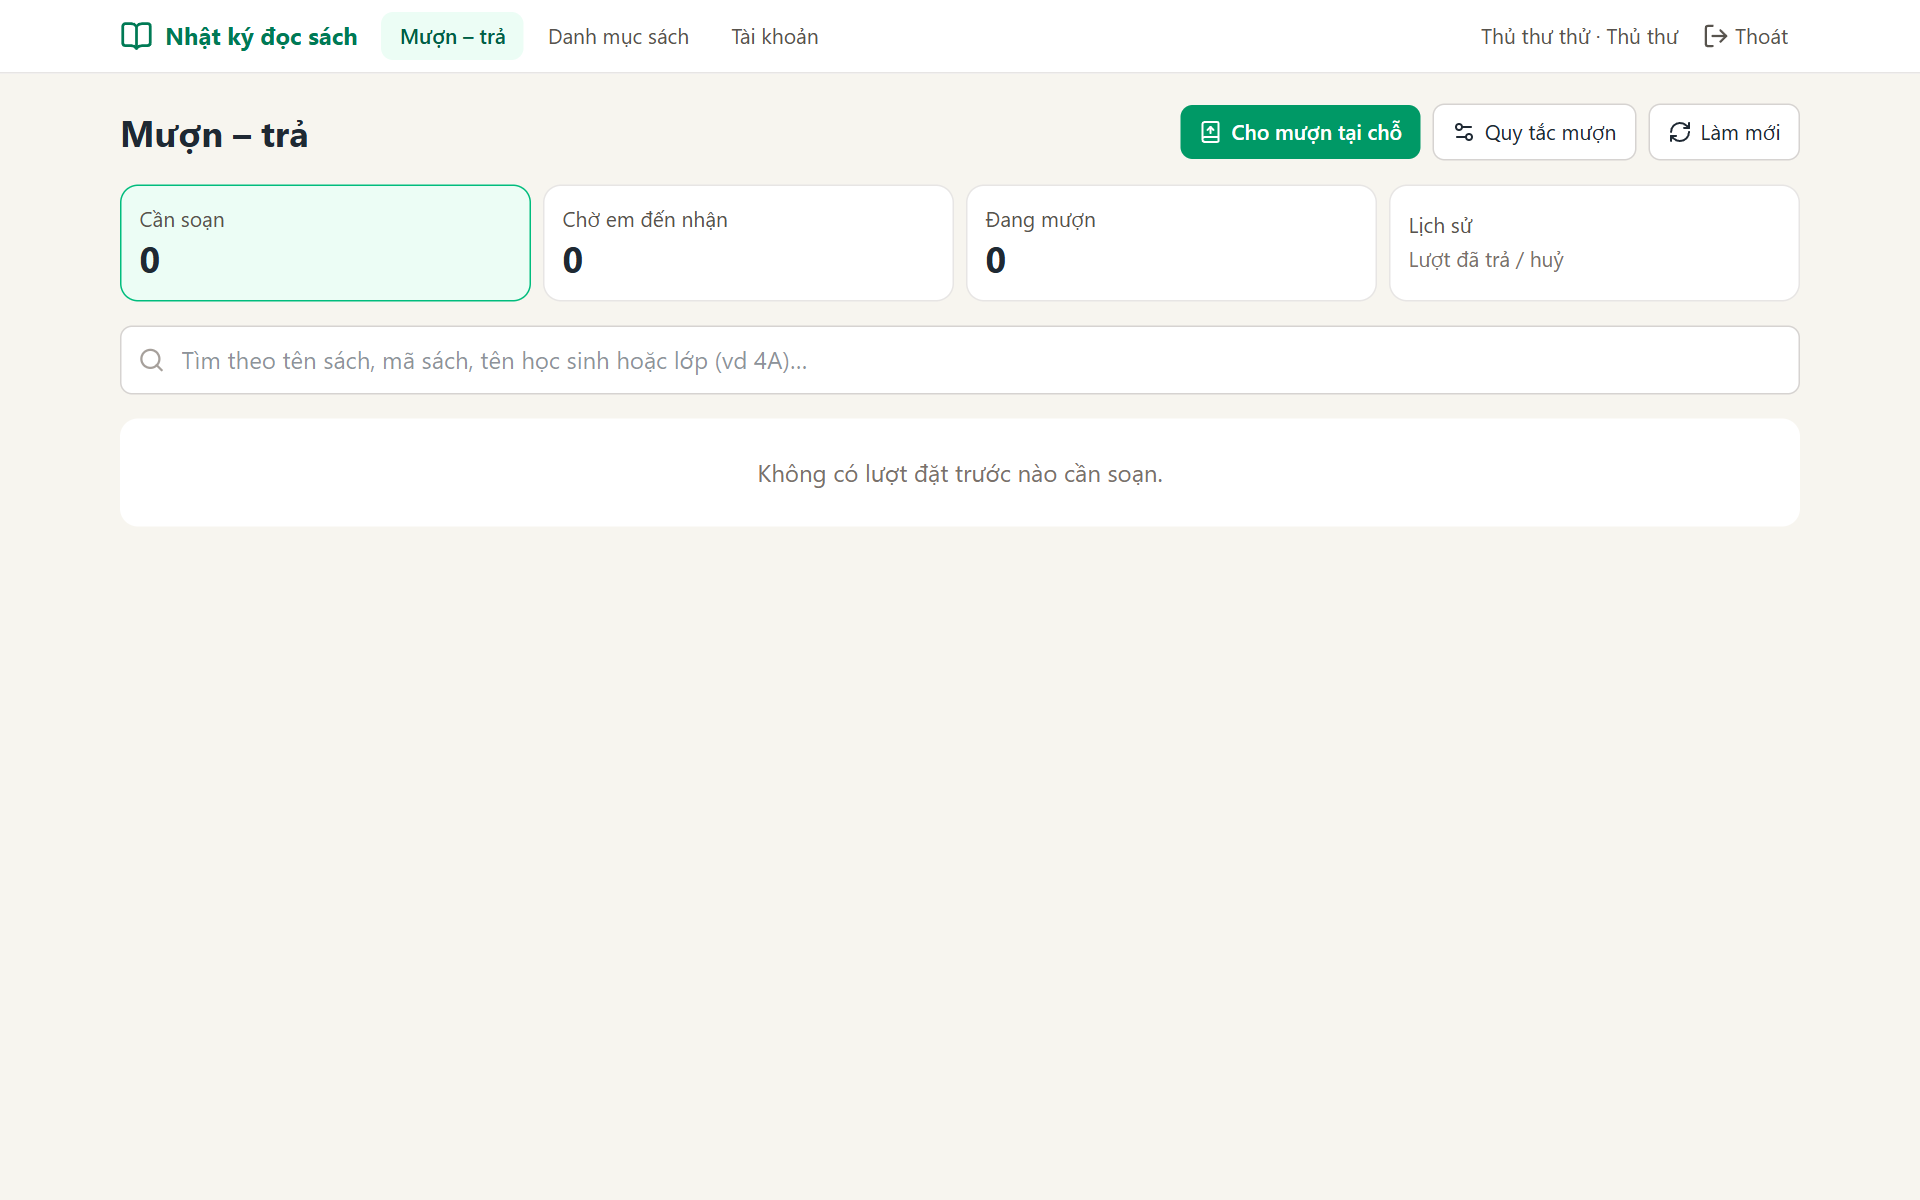 Nhật ký đọc sách
Mượn – trả
Danh mục sách
Tài khoản
Thủ thư thử · Thủ thư
Thoát
Mượn – trả
Cho mượn tại chỗ
Quy tắc mượn
Làm mới
Cần soạn
0
Chờ em đến nhận
0
Đang mượn
0
Lịch sử
Lượt đã trả / huỷ
Tìm theo tên sách, mã sách, tên học sinh hoặc lớp (vd 4A)...
Không có lượt đặt trước nào cần soạn.